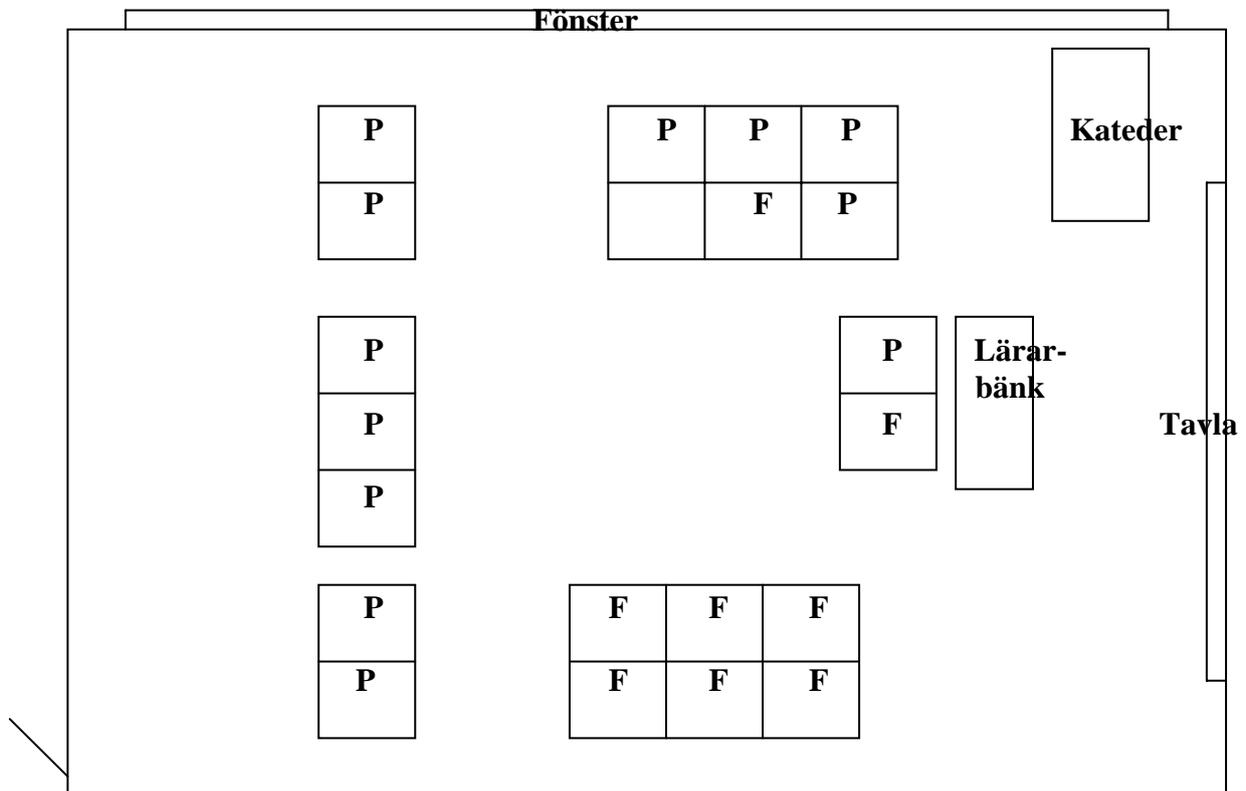 Fönster
P P P P Kateder
P F P
P P Lärar-
bänk
P F Tavla
P
P F F F
P F F F